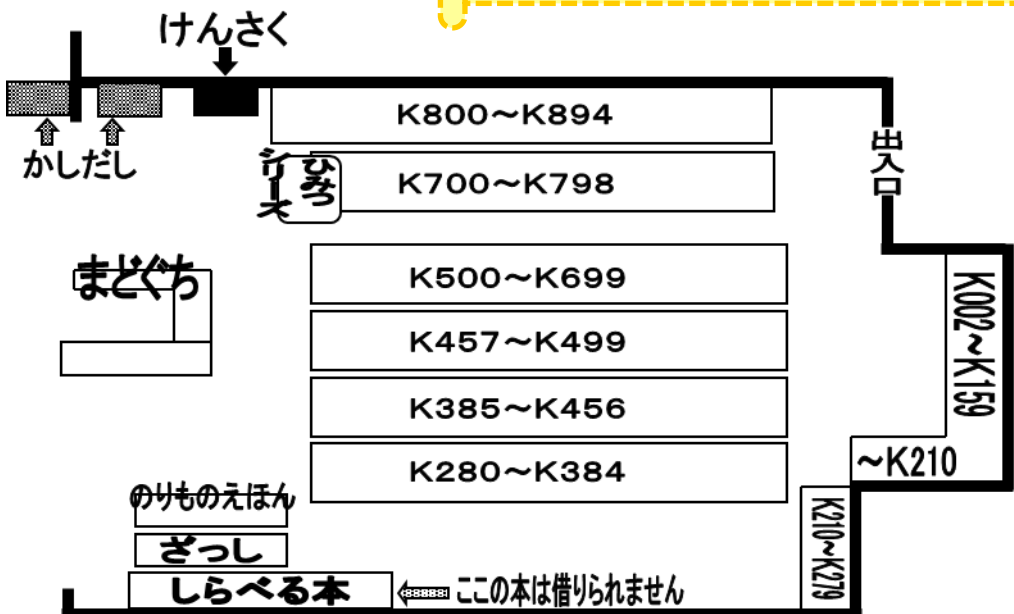 けんさく
かしだし
K800～K894
出入口
ひみつ
シリーズ
K700～K798
まどぐち
K500～K699
K002～K159
K457～K499
K385～K456
～K210
K280～K384
のりものえほん
K210～K279
ざっし
しらべる本
ここの本は借りられません